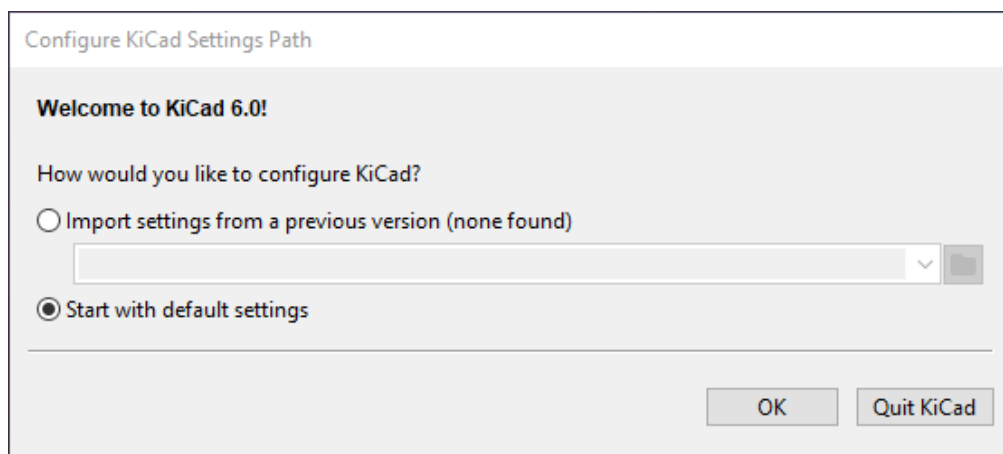 Configure KiCad Settings Path
Welcome to KiCad 6.0!
How would you like to configure KiCad?
Import settings from a previous version (none found)
Start with default settings
OK
Quit KiCad